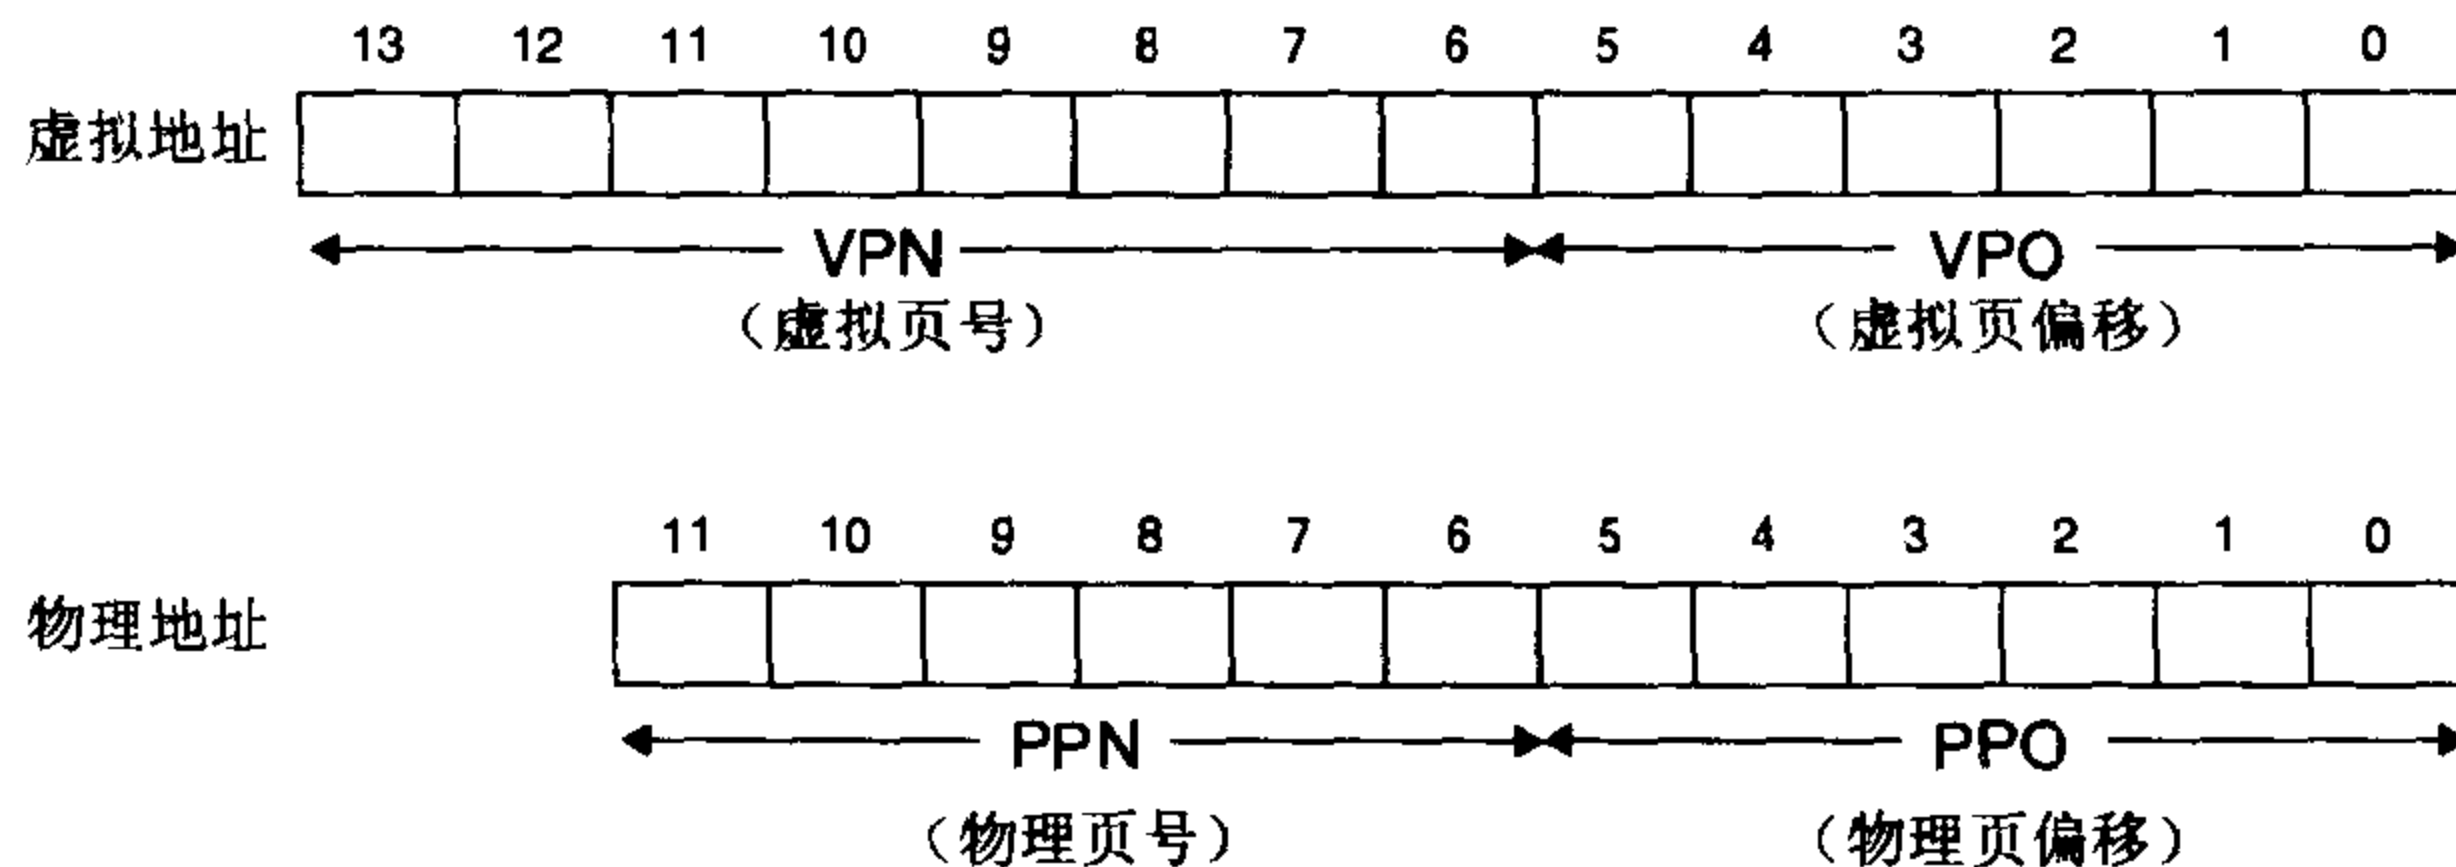 13 12 11 10 9 8 7 6 5 4 3 2 1 0
虚拟地址
VPN VPO
（虚拟页号） （虚拟页偏移）
11 10 9 8 7 6 5 4 3 2 1 0
物理地址
PPN PPO
（物理页号） （物理页偏移）